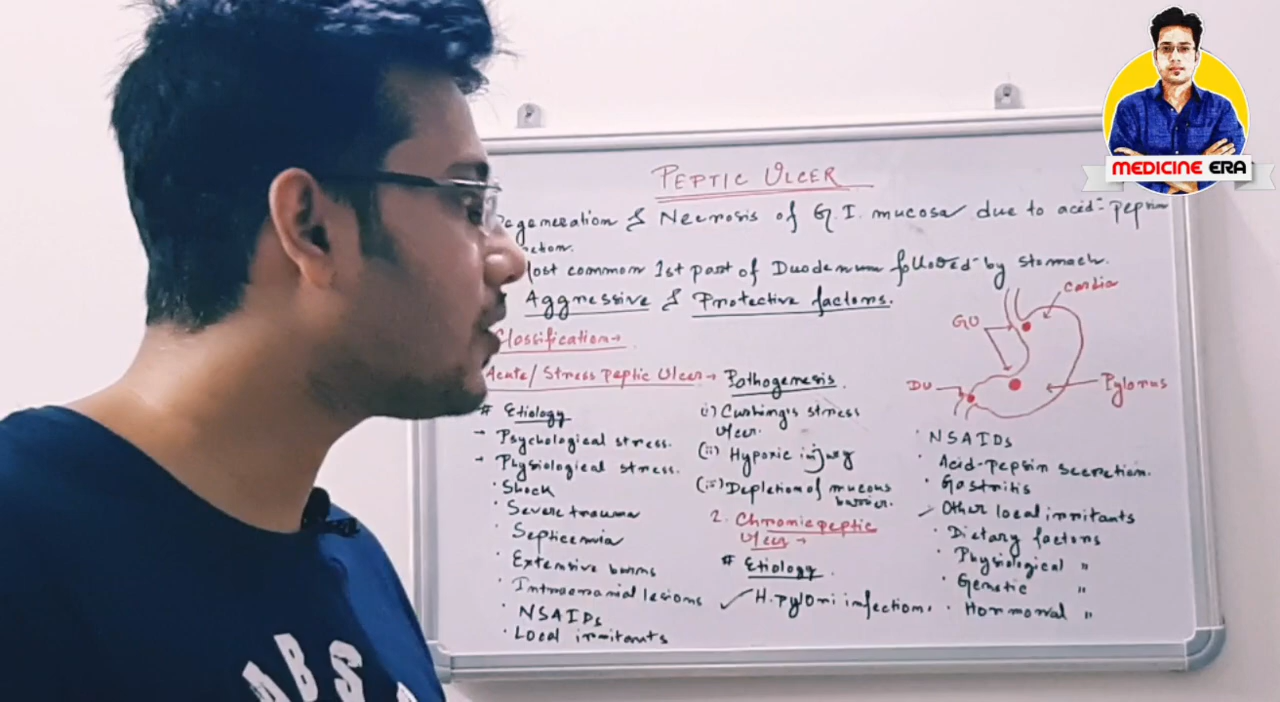 MEDICINE ERA
PEPTIC ULCER
Degeneration & Necrosis of G.I. mucosa due to acid-pepsin
Most common 1st part of Duodenum followed by stomach.
Aggressive & Protective factors.
Classification→
Acute/Stress Peptic Ulcer→
# Etiology
→ Psychological stress.
→ Physiological stress.
· Shock
· Severe trauma
· Septicemia
· Extensive burns
· Intracranial lesions
· NSAIDs
· Local irritants
Pathogenesis.
(i) Cushing's stress
ulcer.
(ii) Hypoxic injury
(iii) Depletion of mucous
barrier.
2. Chronic peptic
ulcer→
# Etiology
✓ H. pylori infection.
cardia
GU
DU
Pylorus
· NSAIDs
· Acid-pepsin secretion.
· Gastritis
✓ Other local irritants
· Dietary factors
· Physiological "
· Genetic "
· Hormonal "
ABS